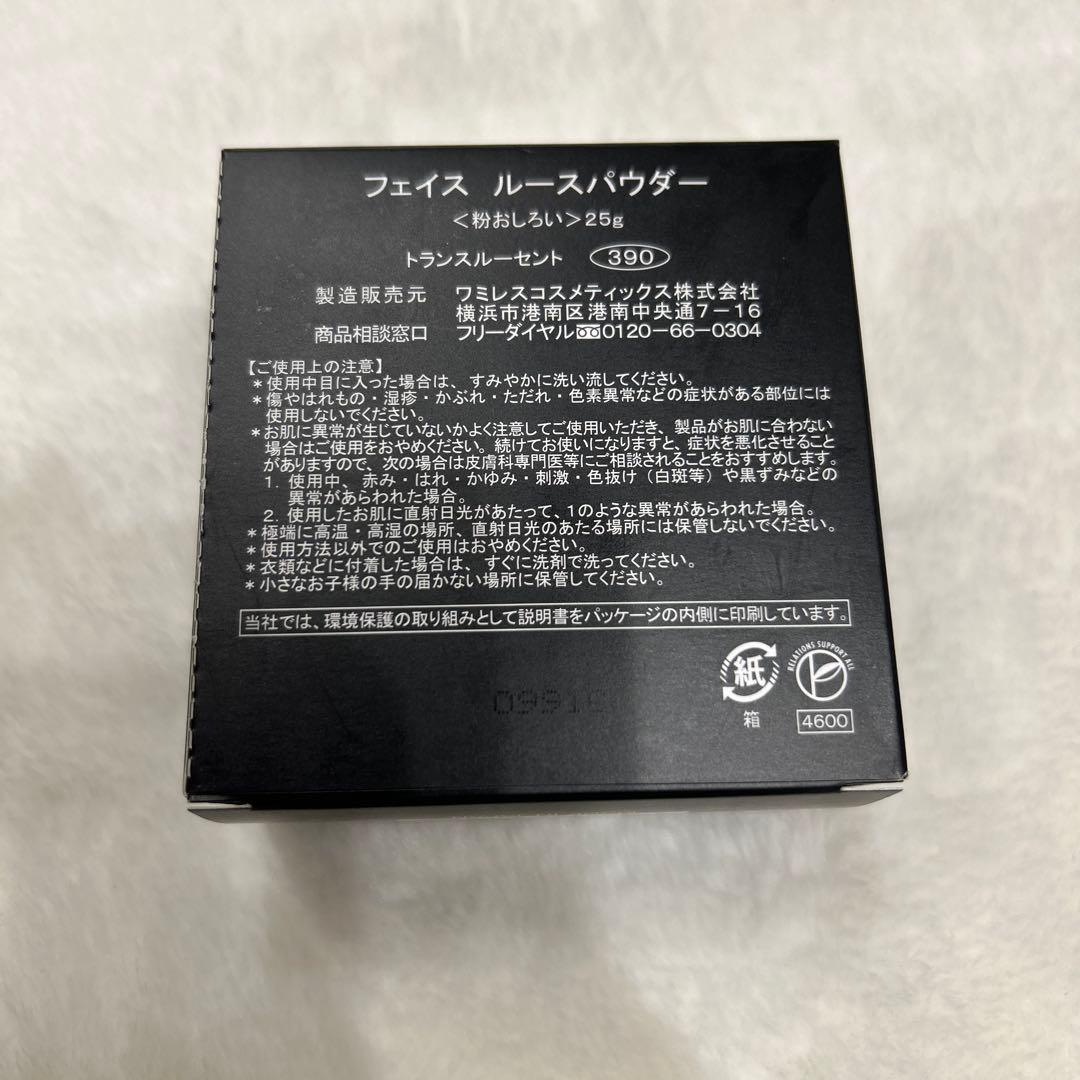 フェイス ルースパウダー
＜粉おしろい＞25g
トランスルーセント 390
製造販売元 ワミレスコスメティックス株式会社
横浜市港南区港南中央通7－16
商品相談窓口 フリーダイヤル0120－66－0304
【ご使用上の注意】
＊使用中目に入った場合は、すみやかに洗い流してください。
＊傷やはれもの・湿疹・かぶれ・ただれ・色素異常などの症状がある部位には
使用しないでください。
＊お肌に異常が生じていないかよく注意してご使用いただき、製品がお肌に合わない
場合はご使用をおやめください。続けてお使いになりますと、症状を悪化させること
がありますので、次の場合は皮膚科専門医等にご相談されることをおすすめします。
1. 使用中、赤み・はれ・かゆみ・刺激・色抜け（白斑等）や黒ずみなどの
異常があらわれた場合。
2. 使用したお肌に直射日光があたって、1のような異常があらわれた場合。
＊極端に高温・高湿の場所、直射日光のあたる場所には保管しないでください。
＊使用方法以外でのご使用はおやめください。
＊衣類などに付着した場合は、すぐに洗剤で洗ってください。
＊小さなお子様の手の届かない場所に保管してください。
当社では、環境保護の取り組みとして説明書をパッケージの内側に印刷しています。
紙
箱
RELATIONS SUPPORT ALL
4600